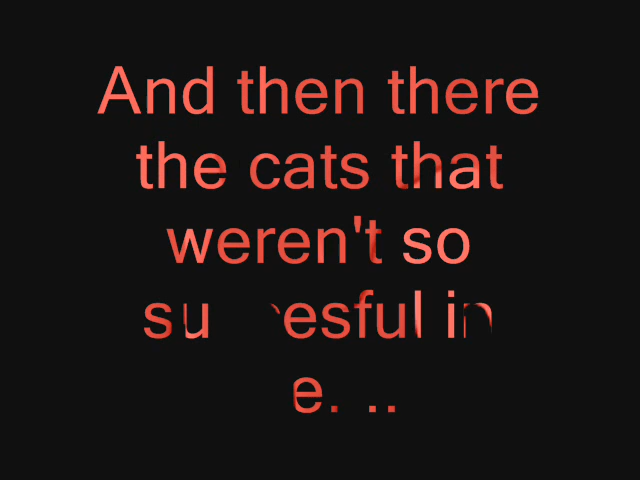 And then there
the cats that
weren't so
in